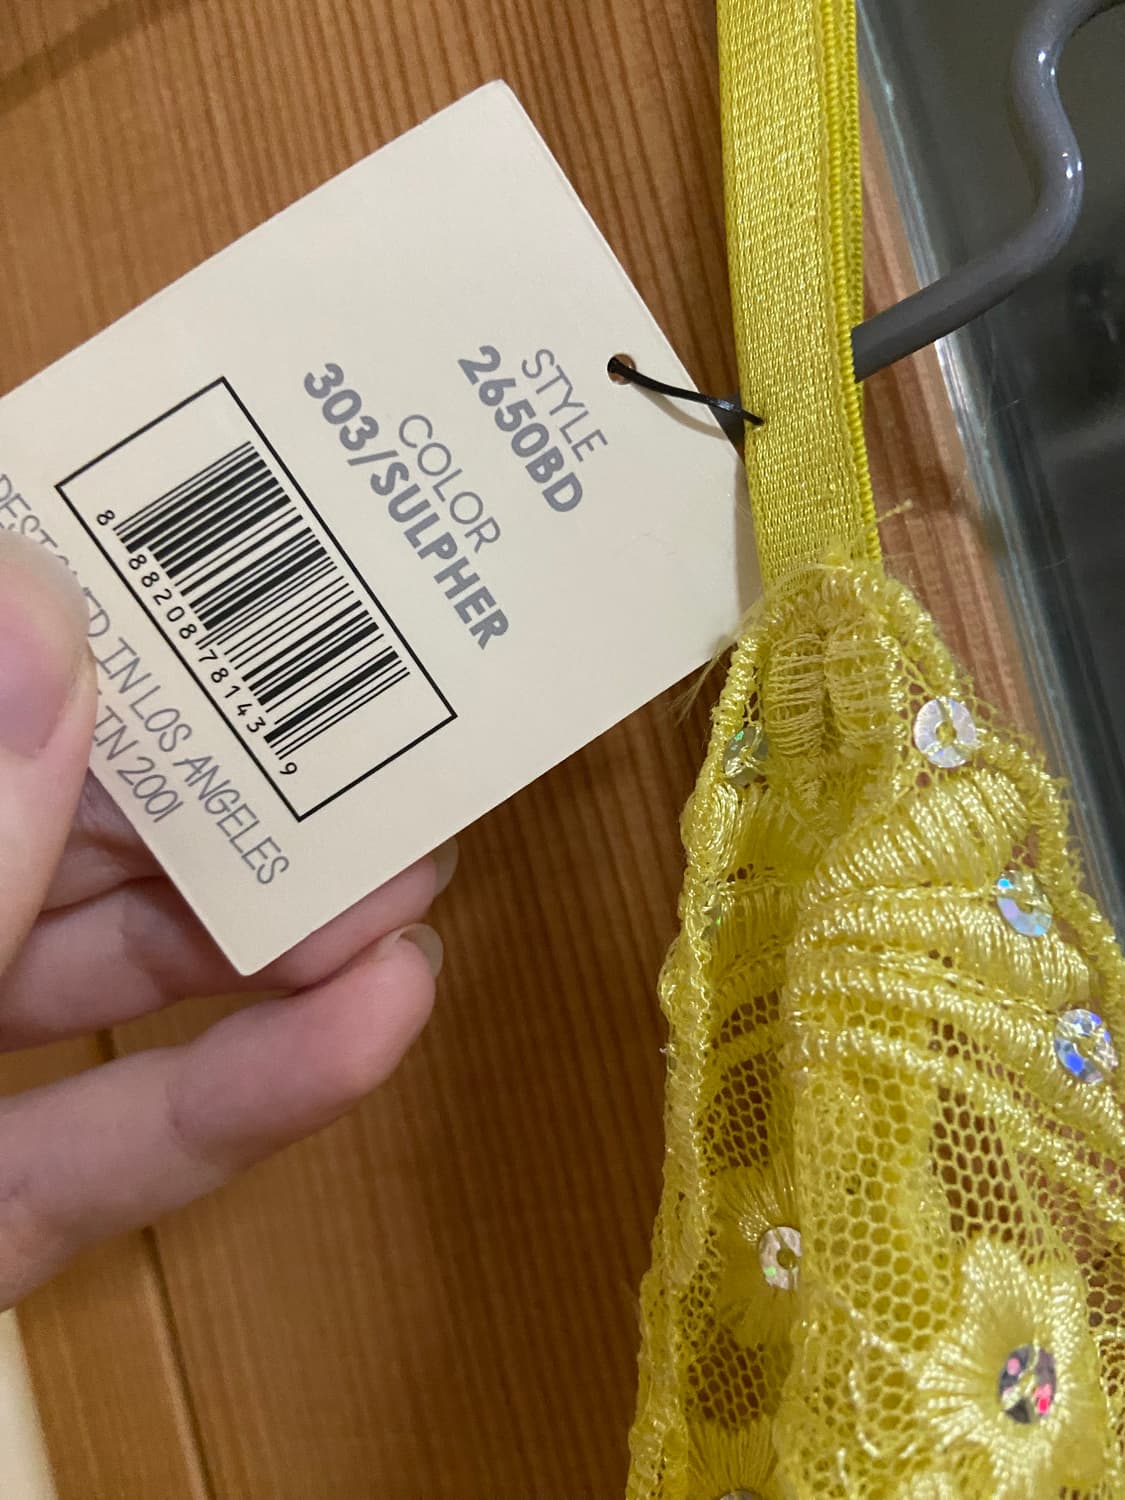 STYLE
2650BD
COLOR
303/SULPHER
8 88208 78143 9
IN LOS ANGELES
IN 2001